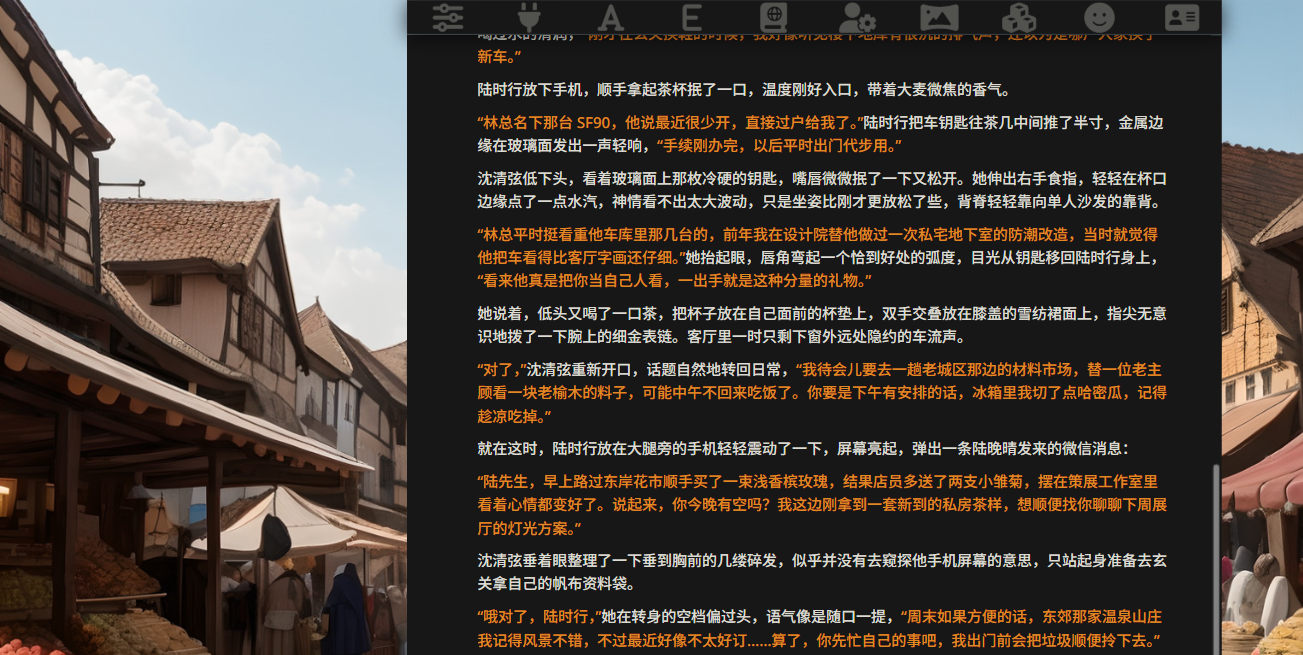 新车。”
陆时行放下手机，顺手拿起茶杯抿了一口，温度刚好入口，带着大麦微焦的香气。
“林总名下那台 SF90，他说最近很少开，直接过户给我了。”陆时行把车钥匙往茶几中间推了半寸，金属边
缘在玻璃面发出一声轻响，“手续刚办完，以后平时出门代步用。”
沈清弦低下头，看着玻璃面上那枚冷硬的钥匙，嘴唇微微抿了一下又松开。她伸出右手食指，轻轻在杯口
边缘点了一点水汽，神情看不出太大波动，只是坐姿比刚才更放松了些，背脊轻轻靠向单人沙发的靠背。
“林总平时挺看重他车库里那几台的，前年我在设计院替他做过一次私宅地下室的防潮改造，当时就觉得
他把车看得比客厅字画还仔细。”她抬起眼，唇角弯起一个恰到好处的弧度，目光从钥匙移回陆时行身上，
“看来他真是把你当自己人看，一出手就是这种分量的礼物。”
她说着，低头又喝了一口茶，把杯子放在自己面前的杯垫上，双手交叠放在膝盖的雪纺裙面上，指尖无意
识地拨了一下腕上的细金表链。客厅里一时只剩下窗外远处隐约的车流声。
“对了，”沈清弦重新开口，话题自然地转回日常，“我待会儿要去一趟老城区那边的材料市场，替一位老主
顾看一块老榆木的料子，可能中午不回来吃饭了。你要是下午有安排的话，冰箱里我切了点哈密瓜，记得
趁凉吃掉。”
就在这时，陆时行放在大腿旁的手机轻轻震动了一下，屏幕亮起，弹出一条陆晚晴发来的微信消息：
“陆先生，早上路过东岸花市顺手买了一束浅香槟玫瑰，结果店员多送了两支小雏菊，摆在策展工作室里
看着心情都变好了。说起来，你今晚有空吗？我这边刚拿到一套新到的私房茶样，想顺便找你聊聊下周展
厅的灯光方案。”
沈清弦垂着眼整理了一下垂到胸前的几缕碎发，似乎并没有去窥探他手机屏幕的意思，只站起身准备去玄
关拿自己的帆布资料袋。
“哦对了，陆时行，”她在转身的空档偏过头，语气像是随口一提，“周末如果方便的话，东郊那家温泉山庄
我记得风景不错，不过最近好像不太好订……算了，你先忙自己的事吧，我出门前会把垃圾顺便拎下去。”